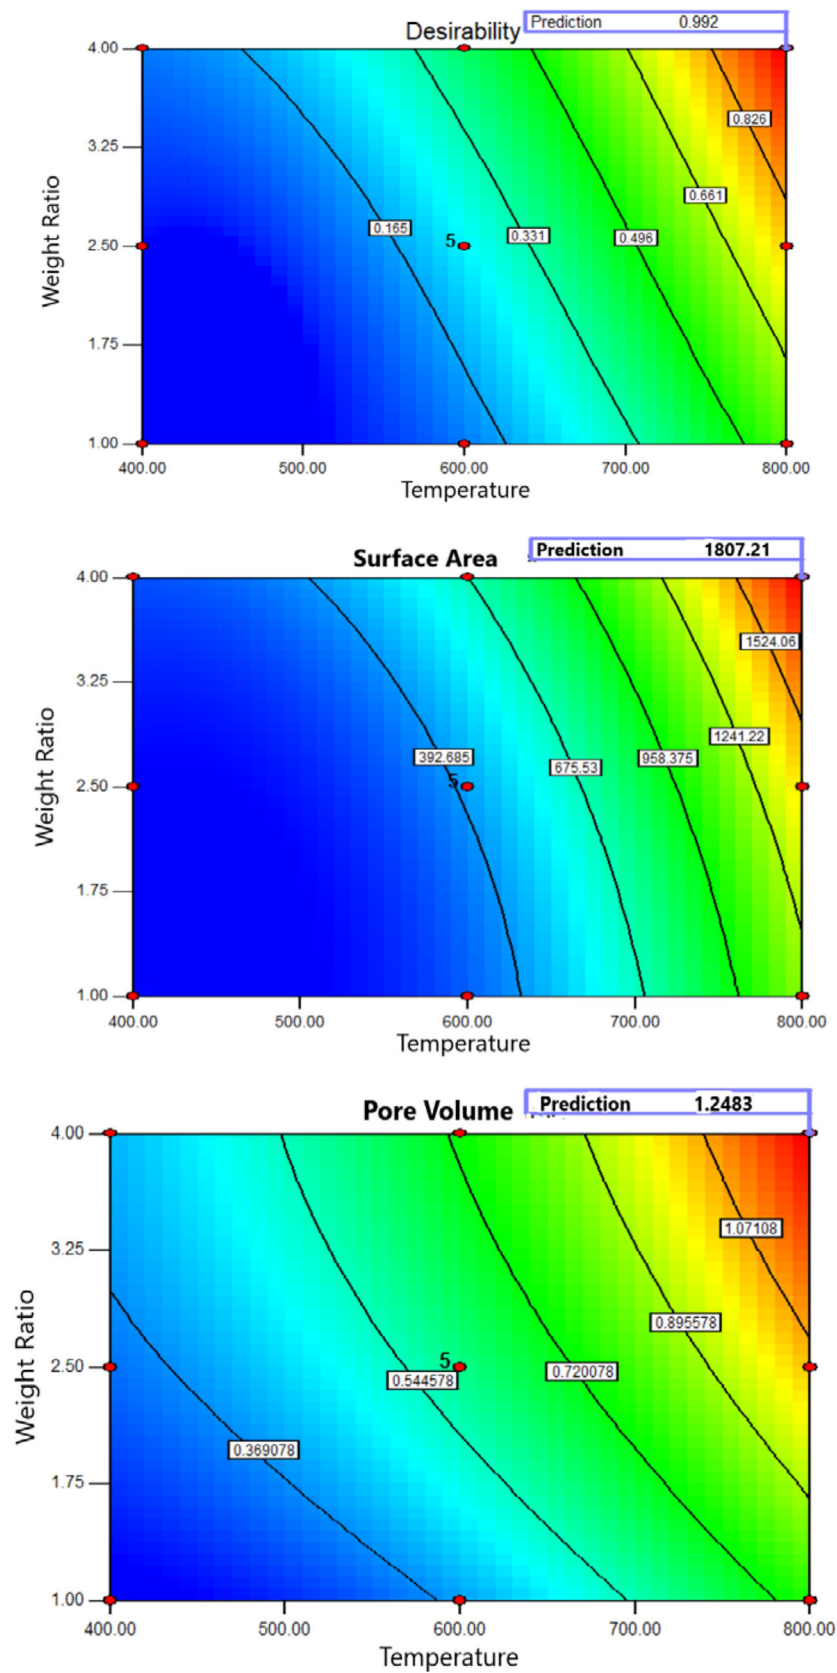 Desirability
Prediction 0.992
4.00
0.826
3.25
0.661
0.165
5
0.331
0.496
2.50
1.75
1.00
Weight Ratio
400.00 500.00 600.00 700.00 800.00
Temperature
Surface Area
Prediction 1807.21
4.00
1524.06
3.25
1241.22
392.685
675.53
958.375
5
2.50
1.75
1.00
Weight Ratio
400.00 500.00 600.00 700.00 800.00
Temperature
Pore Volume
Prediction 1.2483
4.00
1.07108
3.25
0.895578
5
2.50
0.544578
0.720078
0.369078
1.75
1.00
Weight Ratio
400.00 500.00 600.00 700.00 800.00
Temperature